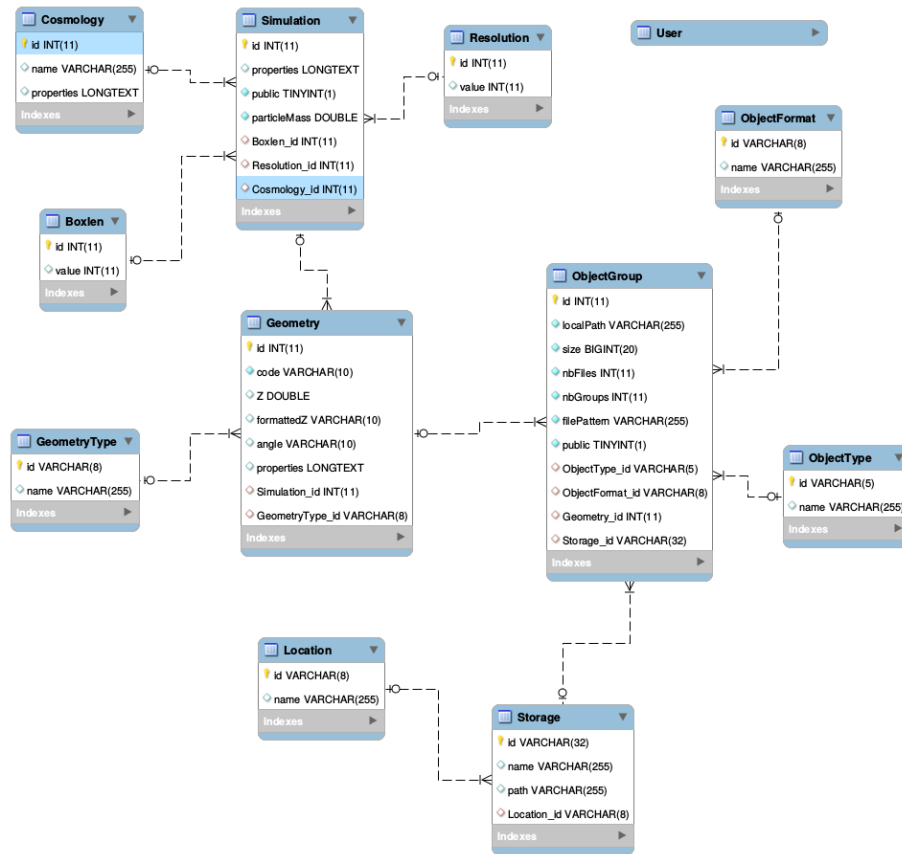 Cosmology
id INT(11)
name VARCHAR(255)
properties LONGTEXT
Indexes
Simulation
id INT(11)
properties LONGTEXT
public TINYINT(1)
particleMass DOUBLE
Boxlen_id INT(11)
Resolution_id INT(11)
Cosmology_id INT(11)
Indexes
Resolution
id INT(11)
value INT(11)
Indexes
User
ObjectFormat
id VARCHAR(8)
name VARCHAR(255)
Indexes
Boxlen
id INT(11)
value INT(11)
Indexes
Geometry
id INT(11)
code VARCHAR(10)
Z DOUBLE
formattedZ VARCHAR(10)
angle VARCHAR(10)
properties LONGTEXT
Simulation_id INT(11)
GeometryType_id VARCHAR(8)
Indexes
ObjectGroup
id INT(11)
localPath VARCHAR(255)
size BIGINT(20)
nbFiles INT(11)
nbGroups INT(11)
filePattern VARCHAR(255)
public TINYINT(1)
ObjectType_id VARCHAR(5)
ObjectFormat_id VARCHAR(8)
Geometry_id INT(11)
Storage_id VARCHAR(32)
Indexes
GeometryType
id VARCHAR(8)
name VARCHAR(255)
Indexes
ObjectType
id VARCHAR(5)
name VARCHAR(255)
Indexes
Location
id VARCHAR(8)
name VARCHAR(255)
Indexes
Storage
id VARCHAR(32)
name VARCHAR(255)
path VARCHAR(255)
Location_id VARCHAR(8)
Indexes